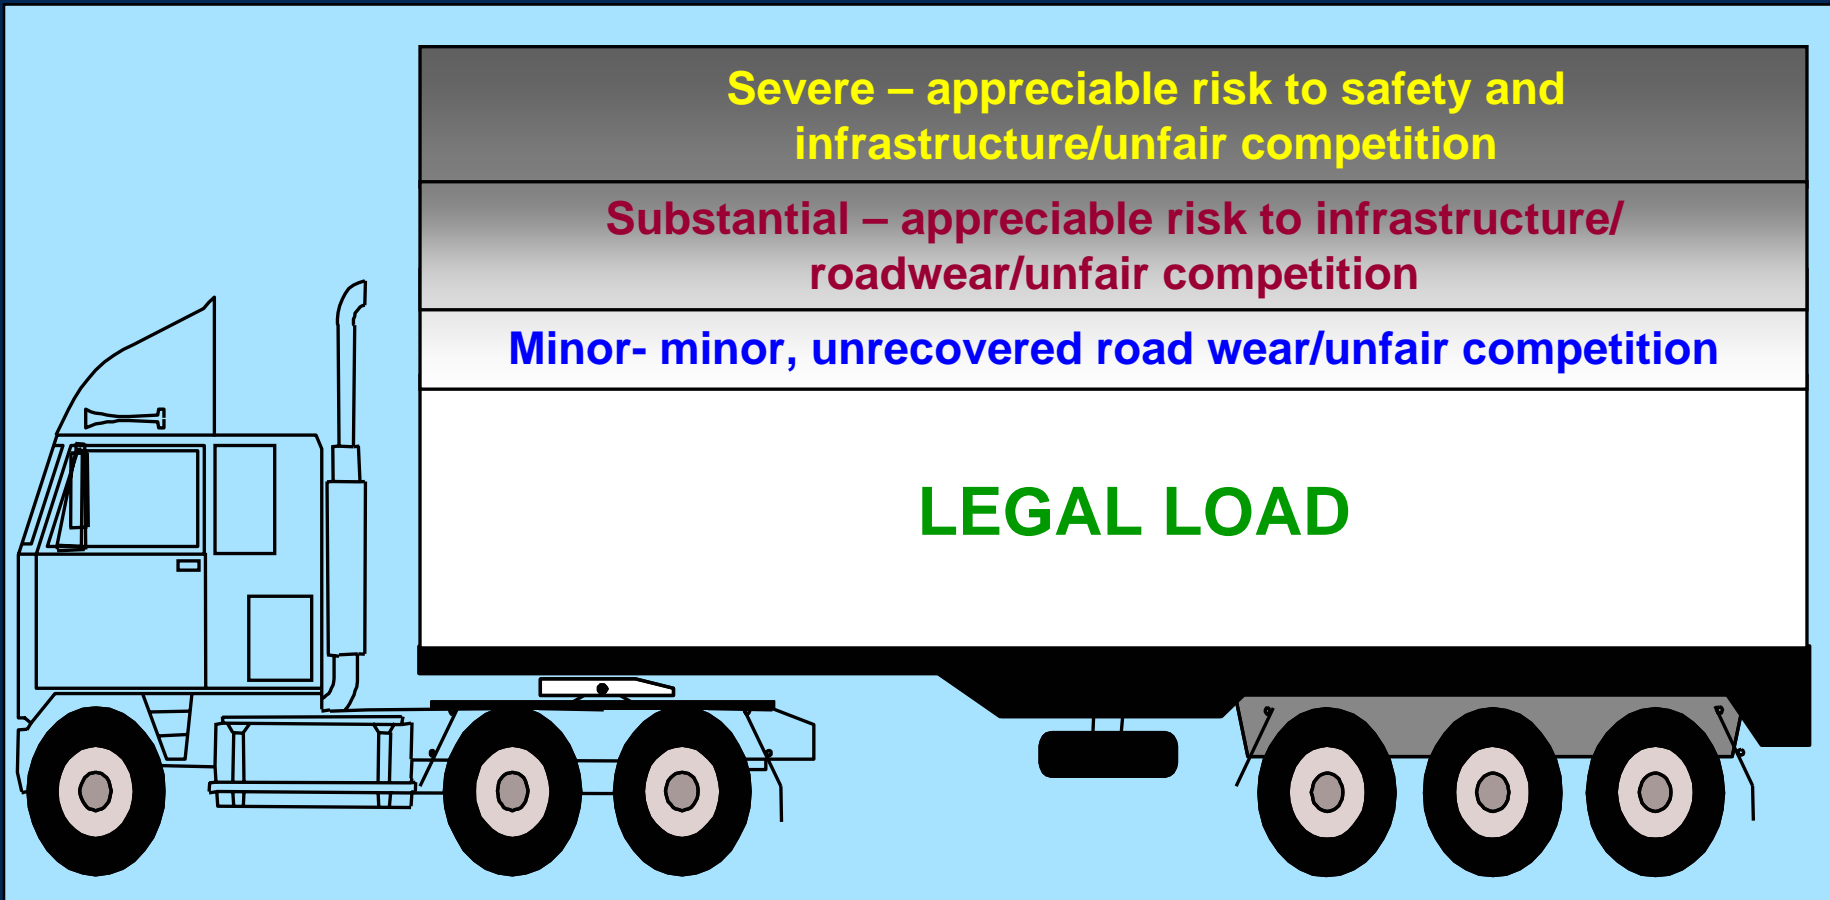 Severe – appreciable risk to safety and
infrastructure/unfair competition
Substantial – appreciable risk to infrastructure/
roadwear/unfair competition
Minor- minor, unrecovered road wear/unfair competition
LEGAL LOAD